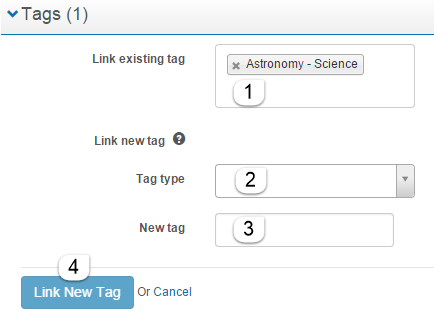 Tags (1)
Link existing tag
× Astronomy - Science
1
Link new tag ?
Tag type
2
New tag
3
4
Link New Tag Or Cancel